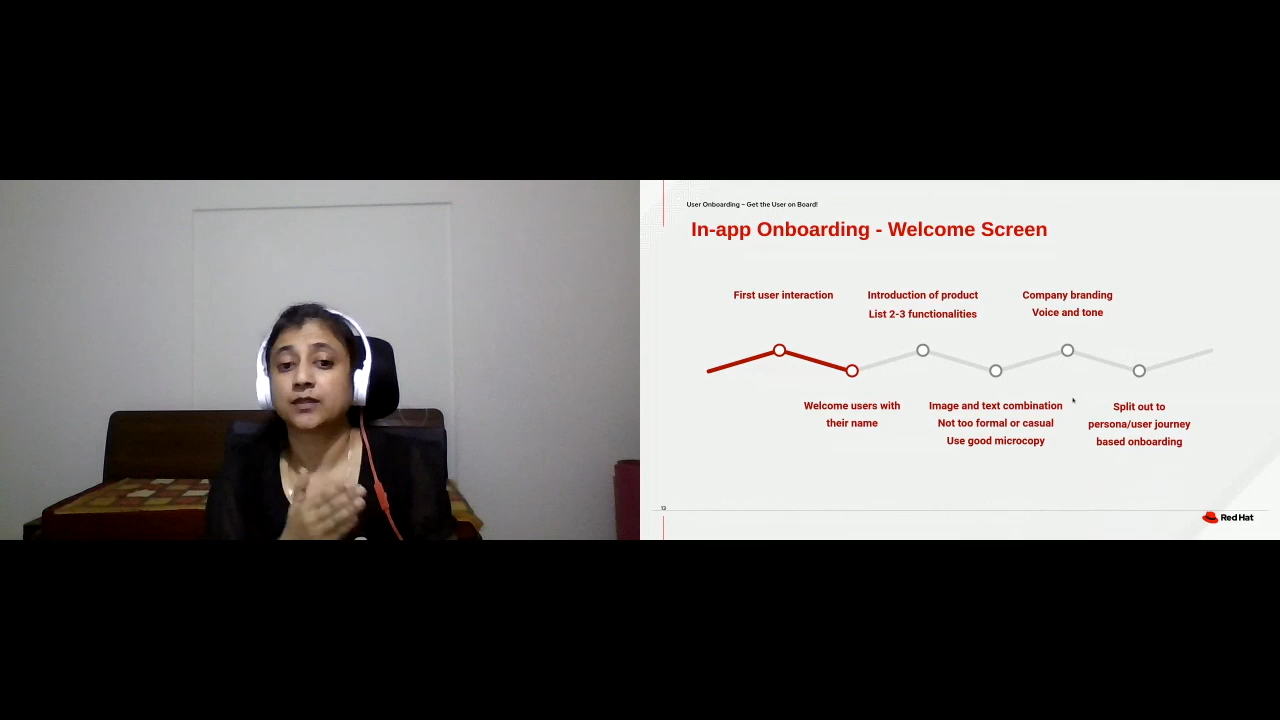 User Onboarding – Get the User on Board!
In-app Onboarding - Welcome Screen
First user interaction
Introduction of product
List 2-3 functionalities
Company branding
Voice and tone
Welcome users with
their name
Image and text combination
Not too formal or casual
Use good microcopy
Split out to
persona/user journey
based onboarding
Red Hat